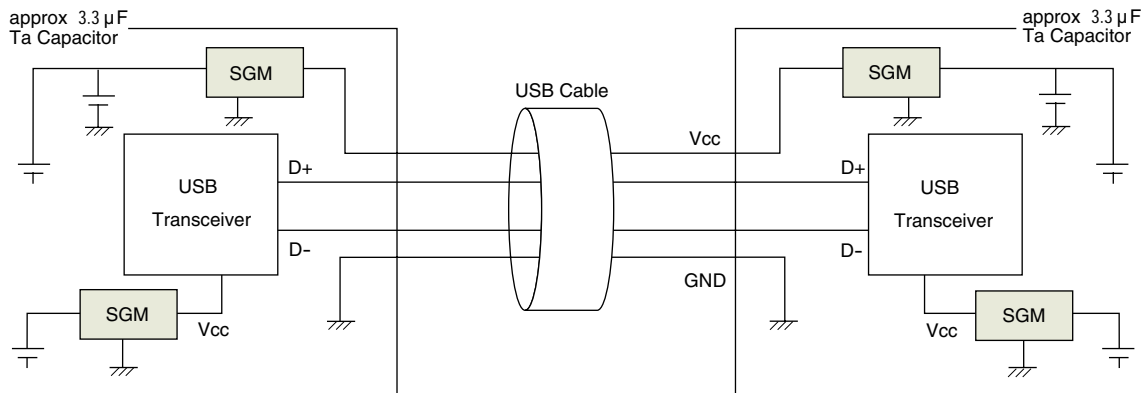 approx 3.3 µF
Ta Capacitor
approx 3.3 µF
Ta Capacitor
SGM
SGM
USB Cable
Vcc
D+
D+
USB
Transceiver
USB
Transceiver
D-
D-
GND
SGM
Vcc
Vcc
SGM